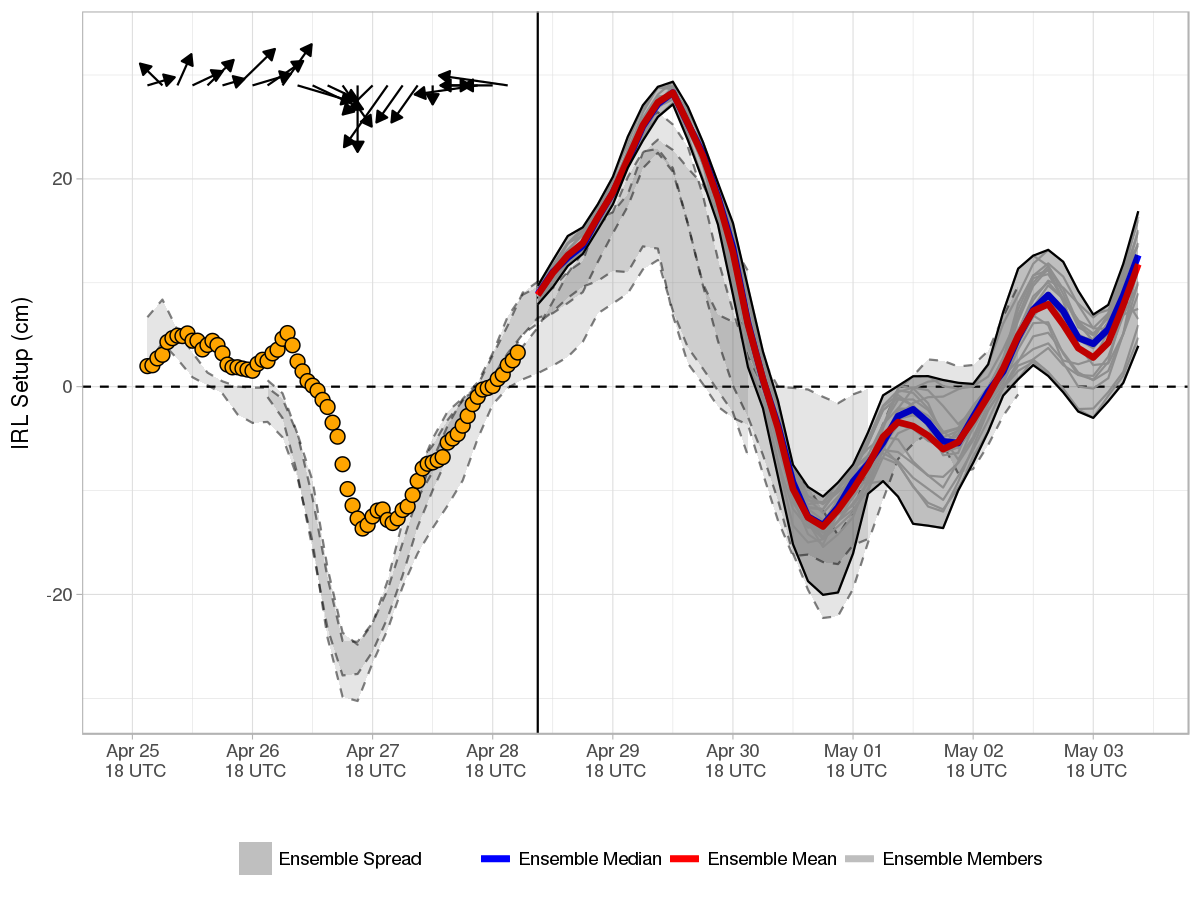 IRL Setup (cm)
20
0
-20
Apr 25 Apr 26 Apr 27 Apr 28 Apr 29 Apr 30 May 01 May 02 May 03
18 UTC 18 UTC 18 UTC 18 UTC 18 UTC 18 UTC 18 UTC 18 UTC 18 UTC
Ensemble Spread Ensemble Median Ensemble Mean Ensemble Members